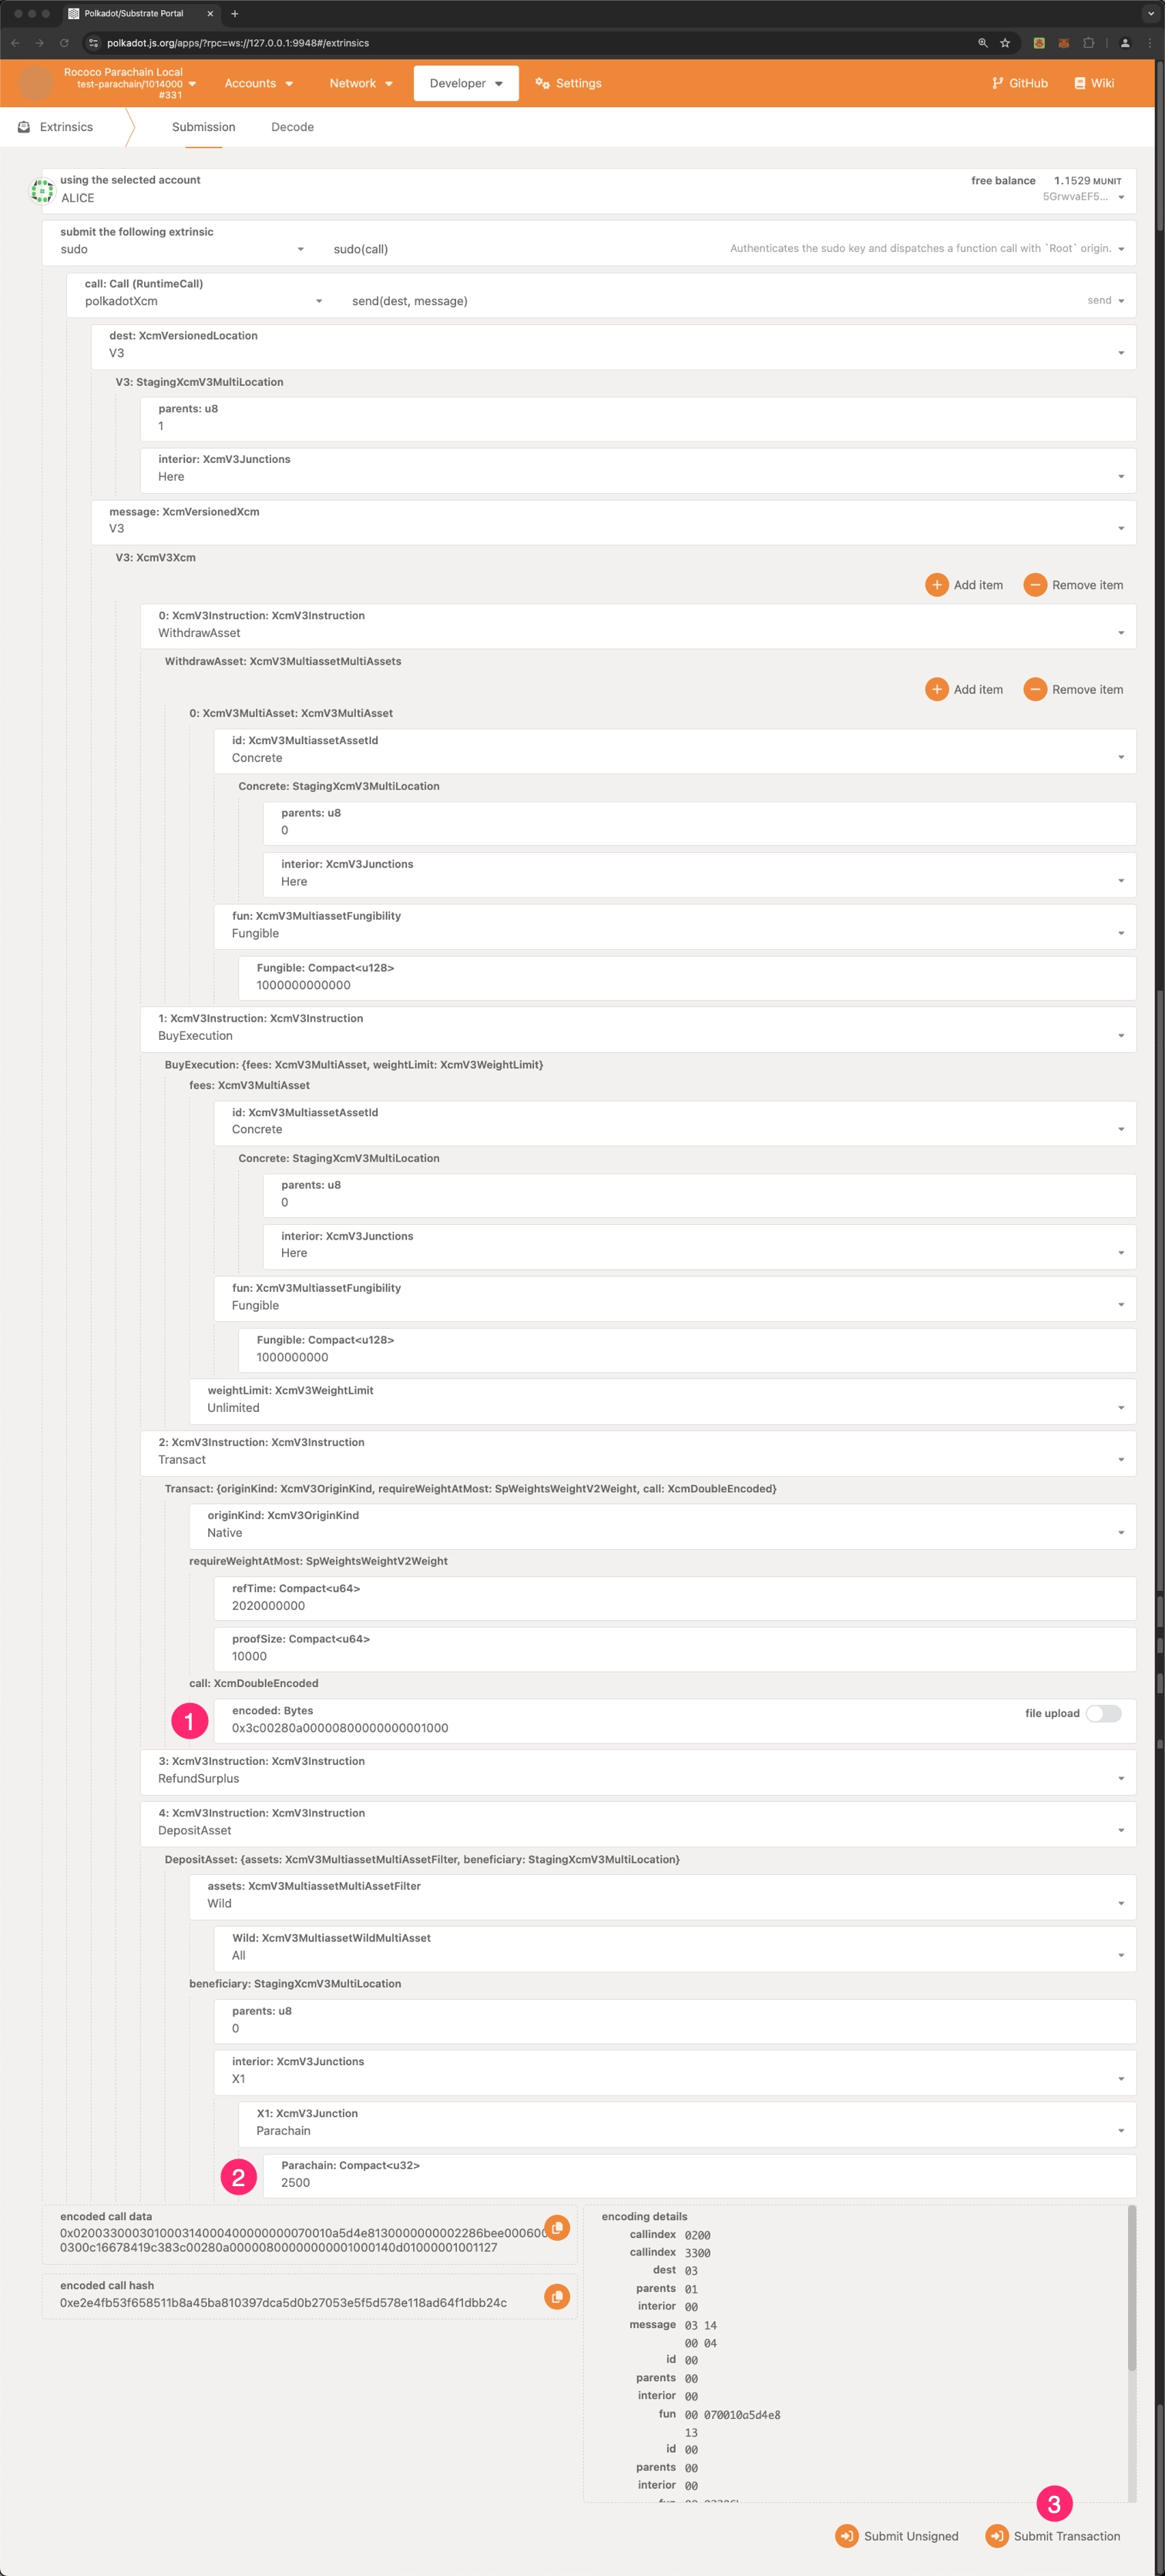 Polkadot/Substrate Portal
polkadot.js.org/apps/?rpc=ws://127.0.0.1:9948#/extrinsics
Rococo Parachain Local
test-parachain/1014000
#331
Accounts
Network
Developer
Settings
GitHub
Wiki
Extrinsics
Submission
Decode
using the selected account
ALICE
free balance 1.1529 MUNIT
5GrwvaEF5...
submit the following extrinsic
sudo
sudo(call)
Authenticates the sudo key and dispatches a function call with `Root` origin.
call: Call (RuntimeCall)
polkadotXcm
send(dest, message)
send
dest: XcmVersionedLocation
V3
V3: StagingXcmV3MultiLocation
parents: u8
1
interior: XcmV3Junctions
Here
message: XcmVersionedXcm
V3
V3: XcmV3Xcm
Add item
Remove item
0: XcmV3Instruction: XcmV3Instruction
WithdrawAsset
WithdrawAsset: XcmV3MultiassetMultiAssets
Add item
Remove item
0: XcmV3MultiAsset: XcmV3MultiAsset
id: XcmV3MultiassetAssetId
Concrete
Concrete: StagingXcmV3MultiLocation
parents: u8
0
interior: XcmV3Junctions
Here
fun: XcmV3MultiassetFungibility
Fungible
Fungible: Compact<u128>
1000000000000
1: XcmV3Instruction: XcmV3Instruction
BuyExecution
BuyExecution: {fees: XcmV3MultiAsset, weightLimit: XcmV3WeightLimit}
fees: XcmV3MultiAsset
id: XcmV3MultiassetAssetId
Concrete
Concrete: StagingXcmV3MultiLocation
parents: u8
0
interior: XcmV3Junctions
Here
fun: XcmV3MultiassetFungibility
Fungible
Fungible: Compact<u128>
1000000000
weightLimit: XcmV3WeightLimit
Unlimited
2: XcmV3Instruction: XcmV3Instruction
Transact
Transact: {originKind: XcmV3OriginKind, requireWeightAtMost: SpWeightsWeightV2Weight, call: XcmDoubleEncoded}
originKind: XcmV3OriginKind
Native
requireWeightAtMost: SpWeightsWeightV2Weight
refTime: Compact<u64>
2020000000
proofSize: Compact<u64>
10000
call: XcmDoubleEncoded
1
encoded: Bytes
0x3c00280a00000800000000001000
file upload
3: XcmV3Instruction: XcmV3Instruction
RefundSurplus
4: XcmV3Instruction: XcmV3Instruction
DepositAsset
DepositAsset: {assets: XcmV3MultiassetMultiAssetFilter, beneficiary: StagingXcmV3MultiLocation}
assets: XcmV3MultiassetMultiAssetFilter
Wild
Wild: XcmV3MultiassetWildMultiAsset
All
beneficiary: StagingXcmV3MultiLocation
parents: u8
0
interior: XcmV3Junctions
X1
X1: XcmV3Junction
Parachain
2
Parachain: Compact<u32>
2500
encoded call data
0300c16678419c383c00280a00000800000000001000140d01000001001127
encoded call hash
0xe2e4fb53f658511b8a45ba810397dca5d0b27053e5f5d578e118ad64f1dbb24c
encoding details
callindex 0200
callindex 3300
dest 03
parents 01
interior 00
message 03 14
00 04
id 00
parents 00
interior 00
fun 00 070010a5d4e8
13
id 00
parents 00
interior 00
3
Submit Unsigned
Submit Transaction